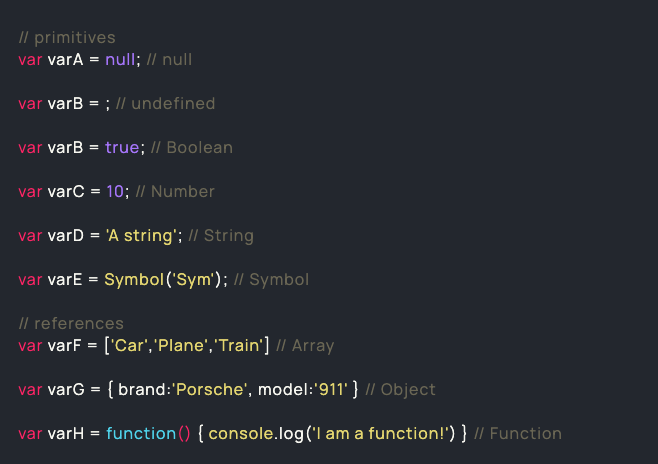 // primitives
var varA = null; // null
var varB = ; // undefined
var varB = true; // Boolean
var varC = 10; // Number
var varD = 'A string'; // String
var varE = Symbol('Sym'); // Symbol
// references
var varF = ['Car','Plane','Train'] // Array
var varG = { brand:'Porsche', model:'911' } // Object
var varH = function() { console.log('I am a function!') } // Function